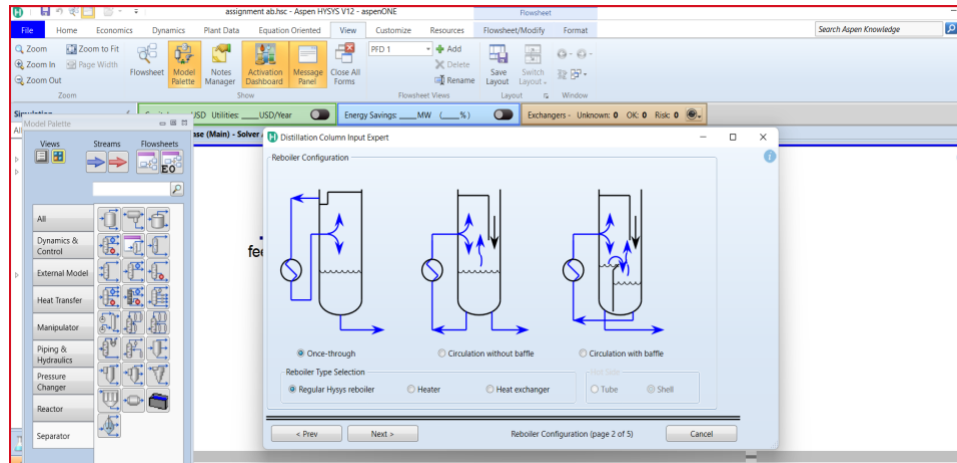 assignment ab.hsc - Aspen HYSYS V12 - aspenONE
Flowsheet
File Home Economics Dynamics Plant Data Equation Oriented View Customize Resources Flowsheet/Modify Format
Search Aspen Knowledge
Zoom Zoom to Fit
Zoom In Page Width
Zoom Out
Flowsheet
Model Palette
Notes Manager
Activation Dashboard
Message Panel
Close All Forms
PFD 1
Add
Delete
Rename
Save Layout
Switch Layout
Zoom Show Flowsheet Views Layout Window
USD Utilities: ____USD/Year
Energy Savings: ____MW (____%)
Exchangers - Unknown: 0 OK: 0 Risk: 0
Model Palette
Views Streams Flowsheets
EO
All
Dynamics & Control
External Model
Heat Transfer
Manipulator
Piping & Hydraulics
Pressure Changer
Reactor
Separator
se (Main) - Solver
fee
Distillation Column Input Expert
Reboiler Configuration
Once-through Circulation without baffle Circulation with baffle
Reboiler Type Selection
Regular Hysys reboiler Heater Heat exchanger
Hot Side
Tube Shell
< Prev Next > Reboiler Configuration (page 2 of 5) Cancel